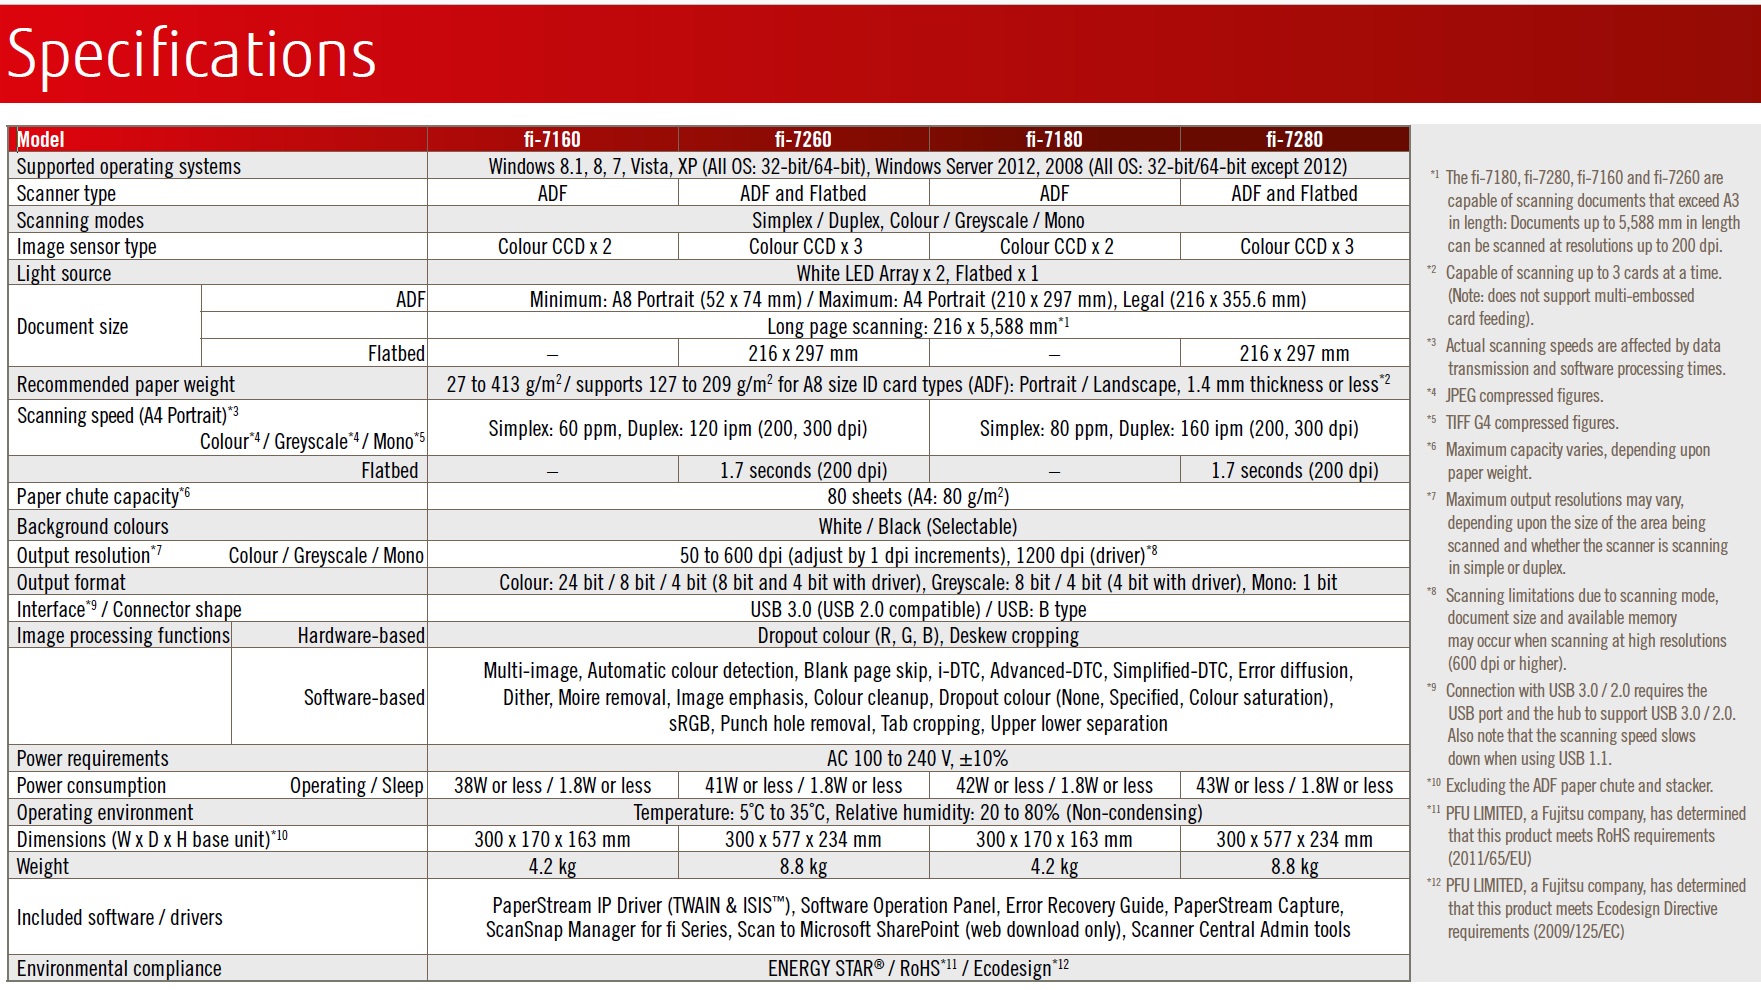 Specifications
Model fi-7160 fi-7260 fi-7180 fi-7280
Supported operating systems Windows 8.1, 8, 7, Vista, XP (All OS: 32-bit/64-bit), Windows Server 2012, 2008 (All OS: 32-bit/64-bit except 2012)
Scanner type ADF ADF and Flatbed ADF ADF and Flatbed
Scanning modes Simplex / Duplex, Colour / Greyscale / Mono
Image sensor type Colour CCD x 2 Colour CCD x 3 Colour CCD x 2 Colour CCD x 3
Light source White LED Array x 2, Flatbed x 1
Document size ADF Minimum: A8 Portrait (52 x 74 mm) / Maximum: A4 Portrait (210 x 297 mm), Legal (216 x 355.6 mm)
Long page scanning: 216 x 5,588 mm*1
Flatbed – 216 x 297 mm – 216 x 297 mm
Recommended paper weight 27 to 413 g/m2 / supports 127 to 209 g/m2 for A8 size ID card types (ADF): Portrait / Landscape, 1.4 mm thickness or less*2
Scanning speed (A4 Portrait)*3
Colour*4 / Greyscale*4 / Mono*5 Simplex: 60 ppm, Duplex: 120 ipm (200, 300 dpi) Simplex: 80 ppm, Duplex: 160 ipm (200, 300 dpi)
Flatbed – 1.7 seconds (200 dpi) – 1.7 seconds (200 dpi)
Paper chute capacity*6 80 sheets (A4: 80 g/m2)
Background colours White / Black (Selectable)
Output resolution*7 Colour / Greyscale / Mono 50 to 600 dpi (adjust by 1 dpi increments), 1200 dpi (driver)*8
Output format Colour: 24 bit / 8 bit / 4 bit (8 bit and 4 bit with driver), Greyscale: 8 bit / 4 bit (4 bit with driver), Mono: 1 bit
Interface*9 / Connector shape USB 3.0 (USB 2.0 compatible) / USB: B type
Image processing functions Hardware-based Dropout colour (R, G, B), Deskew cropping
Software-based Multi-image, Automatic colour detection, Blank page skip, i-DTC, Advanced-DTC, Simplified-DTC, Error diffusion,
Dither, Moire removal, Image emphasis, Colour cleanup, Dropout colour (None, Specified, Colour saturation),
sRGB, Punch hole removal, Tab cropping, Upper lower separation
Power requirements AC 100 to 240 V, ±10%
Power consumption Operating / Sleep 38W or less / 1.8W or less 41W or less / 1.8W or less 42W or less / 1.8W or less 43W or less / 1.8W or less
Operating environment Temperature: 5˚C to 35˚C, Relative humidity: 20 to 80% (Non-condensing)
Dimensions (W x D x H base unit)*10 300 x 170 x 163 mm 300 x 577 x 234 mm 300 x 170 x 163 mm 300 x 577 x 234 mm
Weight 4.2 kg 8.8 kg 4.2 kg 8.8 kg
Included software / drivers PaperStream IP Driver (TWAIN & ISIS™), Software Operation Panel, Error Recovery Guide, PaperStream Capture,
ScanSnap Manager for fi Series, Scan to Microsoft SharePoint (web download only), Scanner Central Admin tools
Environmental compliance ENERGY STAR® / RoHS*11 / Ecodesign*12
*1 The fi-7180, fi-7280, fi-7160 and fi-7260 are
capable of scanning documents that exceed A3
in length: Documents up to 5,588 mm in length
can be scanned at resolutions up to 200 dpi.
*2 Capable of scanning up to 3 cards at a time.
(Note: does not support multi-embossed
card feeding).
*3 Actual scanning speeds are affected by data
transmission and software processing times.
*4 JPEG compressed figures.
*5 TIFF G4 compressed figures.
*6 Maximum capacity varies, depending upon
paper weight.
*7 Maximum output resolutions may vary,
depending upon the size of the area being
scanned and whether the scanner is scanning
in simple or duplex.
*8 Scanning limitations due to scanning mode,
document size and available memory
may occur when scanning at high resolutions
(600 dpi or higher).
*9 Connection with USB 3.0 / 2.0 requires the
USB port and the hub to support USB 3.0 / 2.0.
Also note that the scanning speed slows
down when using USB 1.1.
*10 Excluding the ADF paper chute and stacker.
*11 PFU LIMITED, a Fujitsu company, has determined
that this product meets RoHS requirements
(2011/65/EU)
*12 PFU LIMITED, a Fujitsu company, has determined
that this product meets Ecodesign Directive
requirements (2009/125/EC)